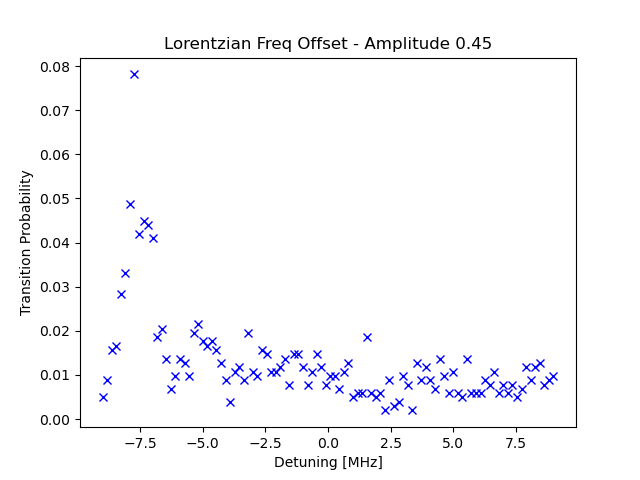 Lorentzian Freq Offset - Amplitude 0.45
0.08
0.07
0.06
0.05
0.04
0.03
0.02
0.01
0.00
Transition Probability
−7.5 −5.0 −2.5 0.0 2.5 5.0 7.5
Detuning [MHz]